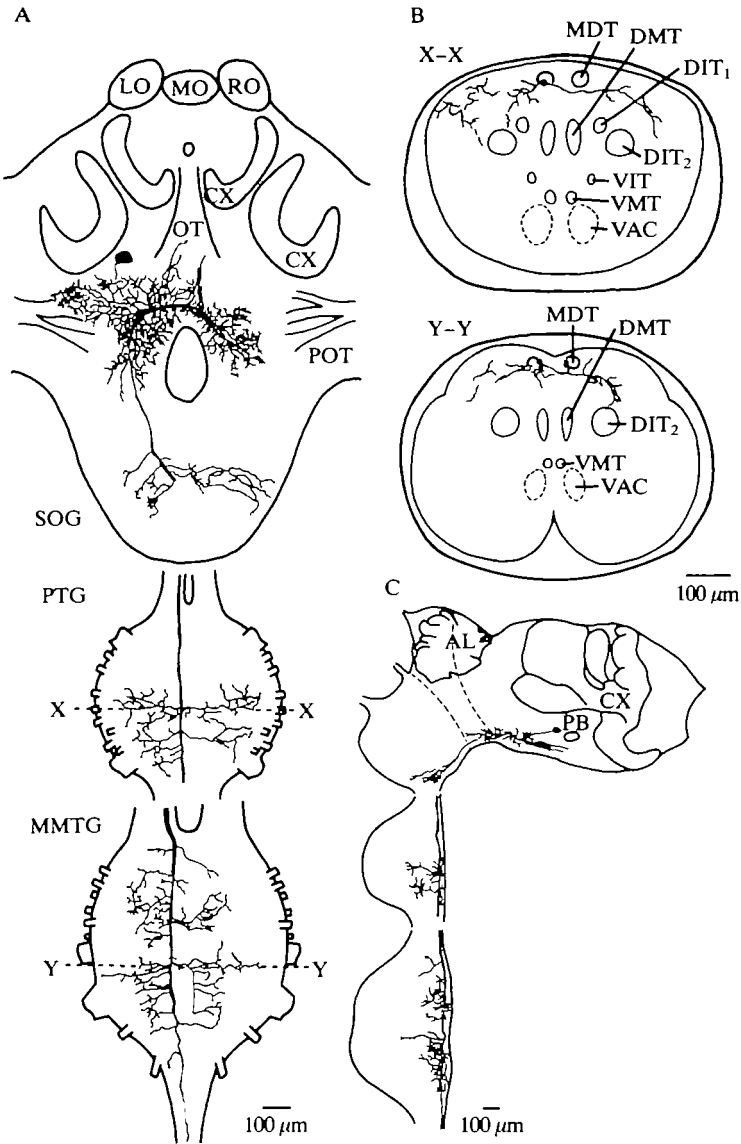 A
LO MO RO
CX
OT
CX
POT
SOG
PTG
X X
MMTG
Y Y
100 µm
B
X–X
MDT DMT
DIT1
DIT2
VIT
VMT
VAC
Y–Y
MDT DMT
DIT2
VMT
VAC
100 µm
C
AL
CX
PB
100 µm